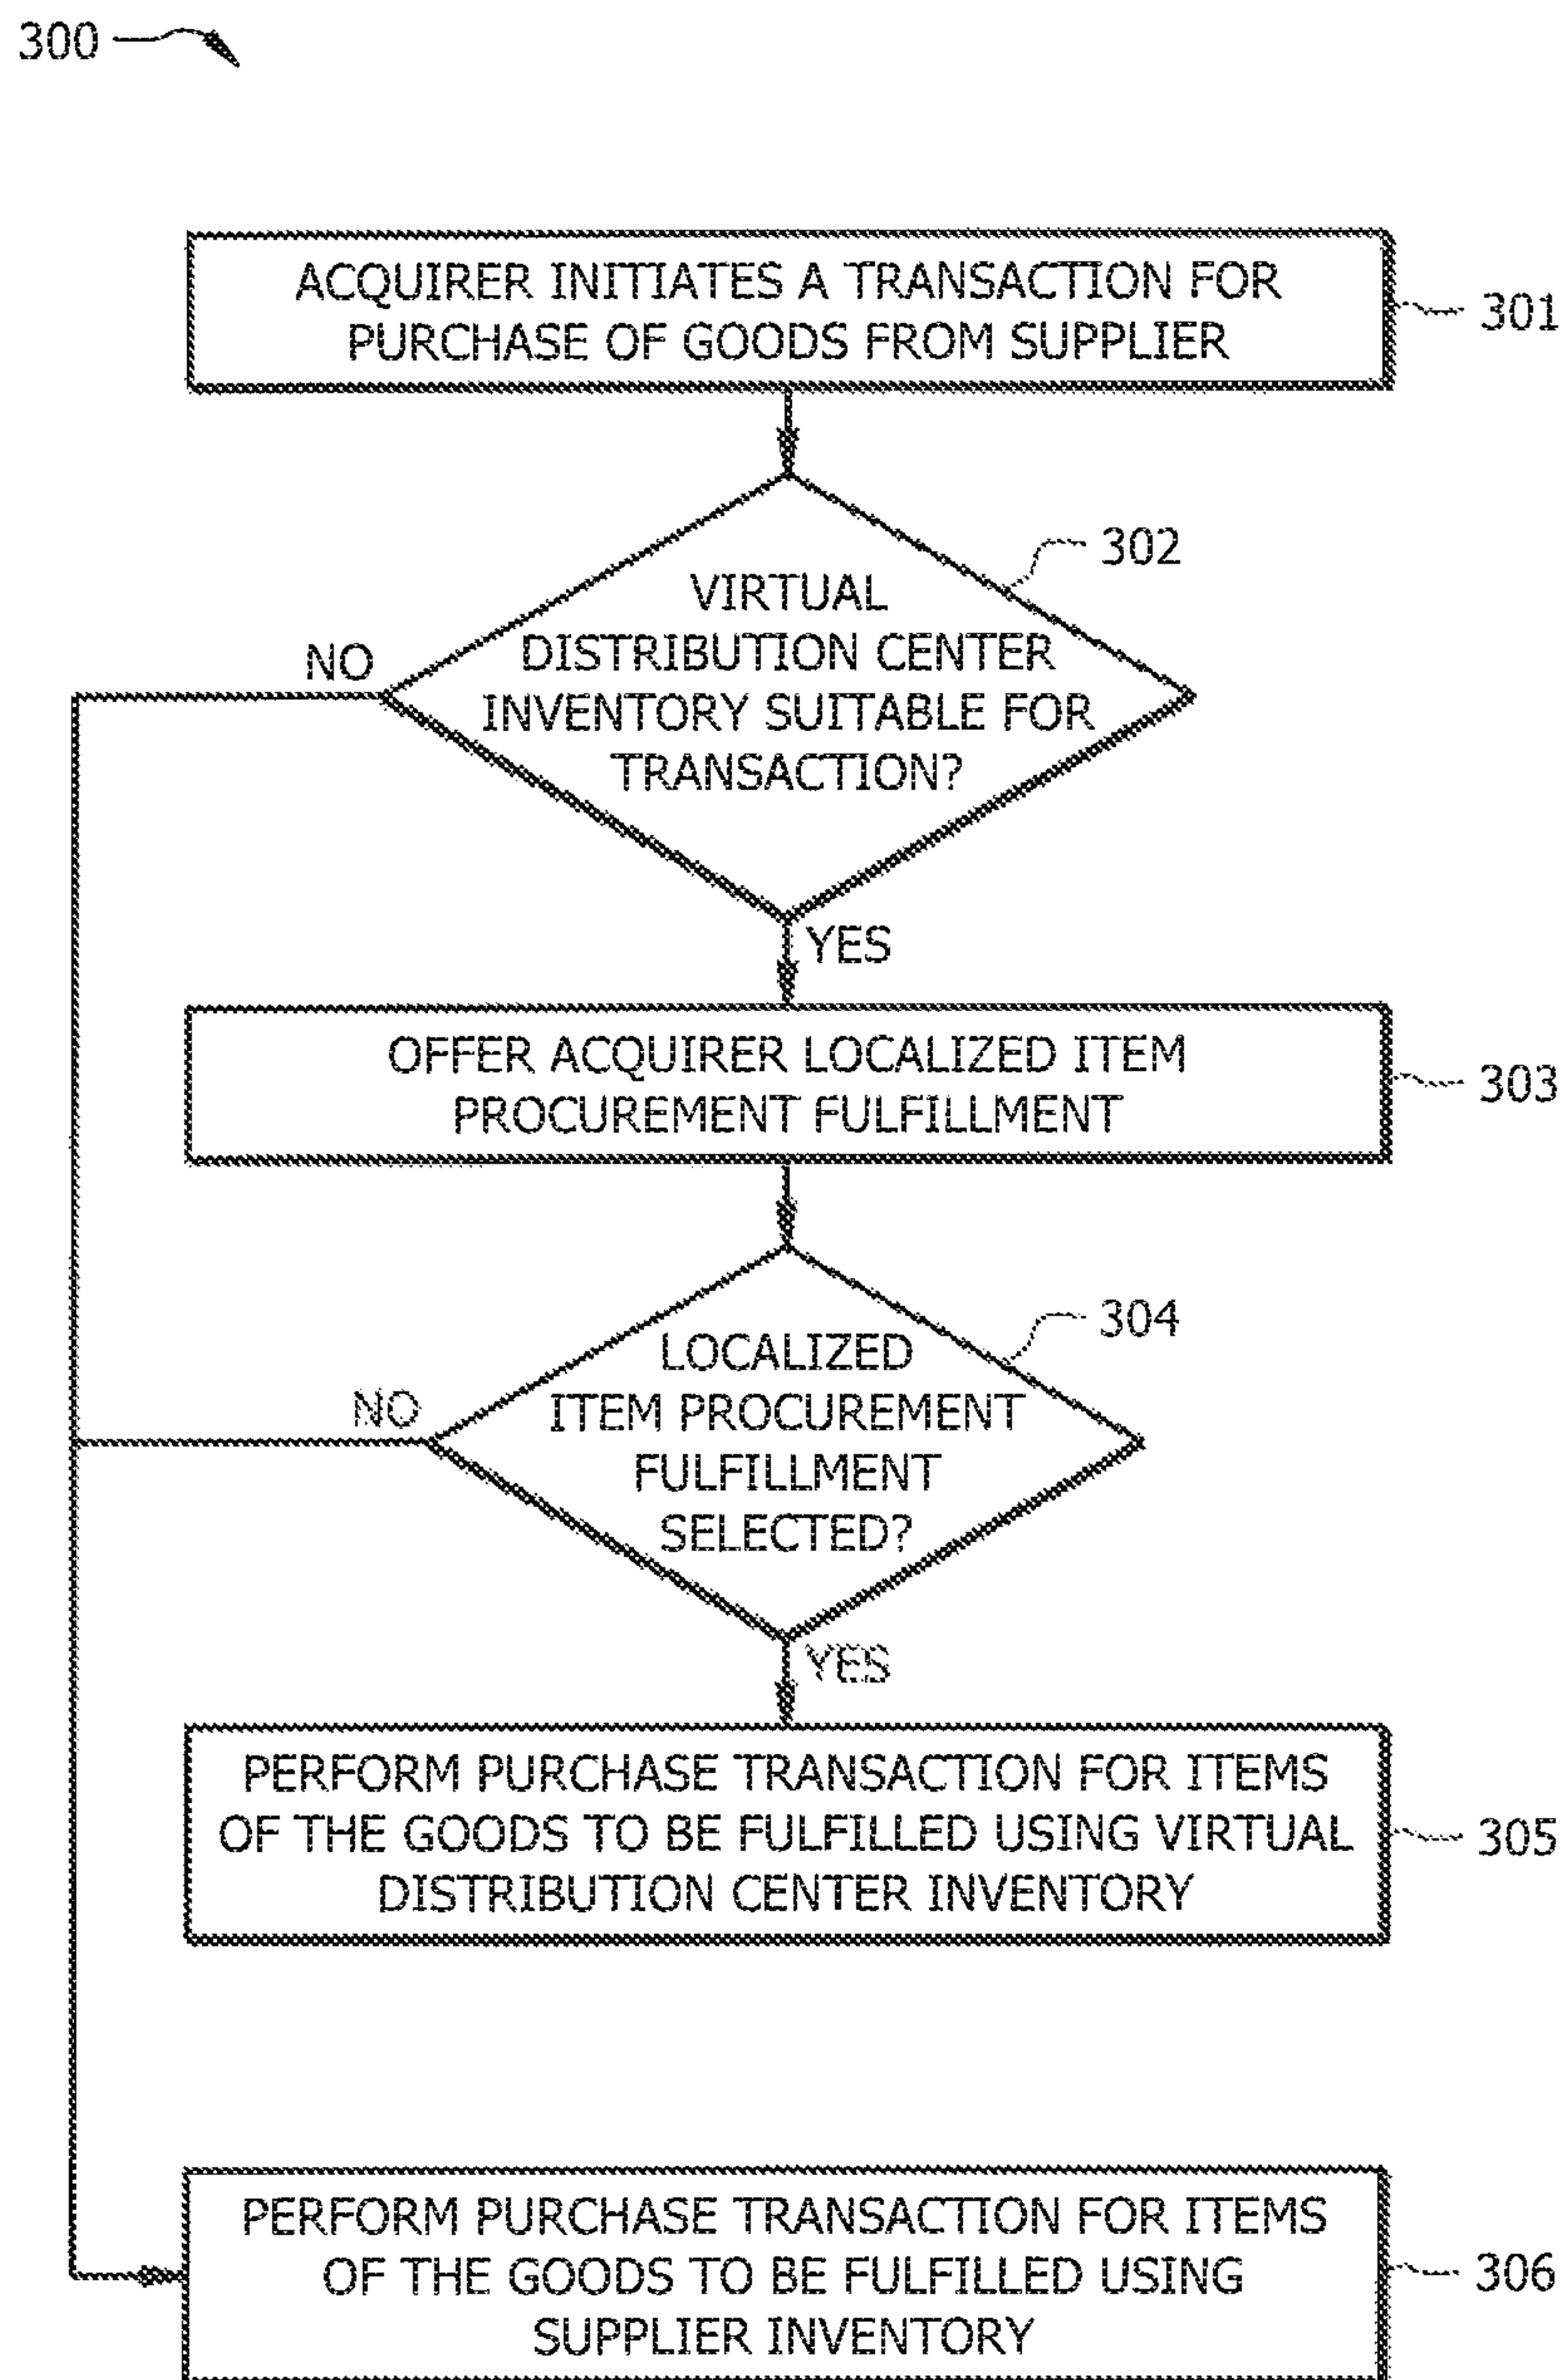 300
ACQUIRER INITIATES A TRANSACTION FOR
PURCHASE OF GOODS FROM SUPPLIER
301
302
VIRTUAL
DISTRIBUTION CENTER
INVENTORY SUITABLE FOR
TRANSACTION?
NO
YES
OFFER ACQUIRER LOCALIZED ITEM
PROCUREMENT FULFILLMENT
303
304
LOCALIZED
ITEM PROCUREMENT
FULFILLMENT
SELECTED?
NO
YES
PERFORM PURCHASE TRANSACTION FOR ITEMS
OF THE GOODS TO BE FULFILLED USING VIRTUAL
DISTRIBUTION CENTER INVENTORY
305
PERFORM PURCHASE TRANSACTION FOR ITEMS
OF THE GOODS TO BE FULFILLED USING
SUPPLIER INVENTORY
306